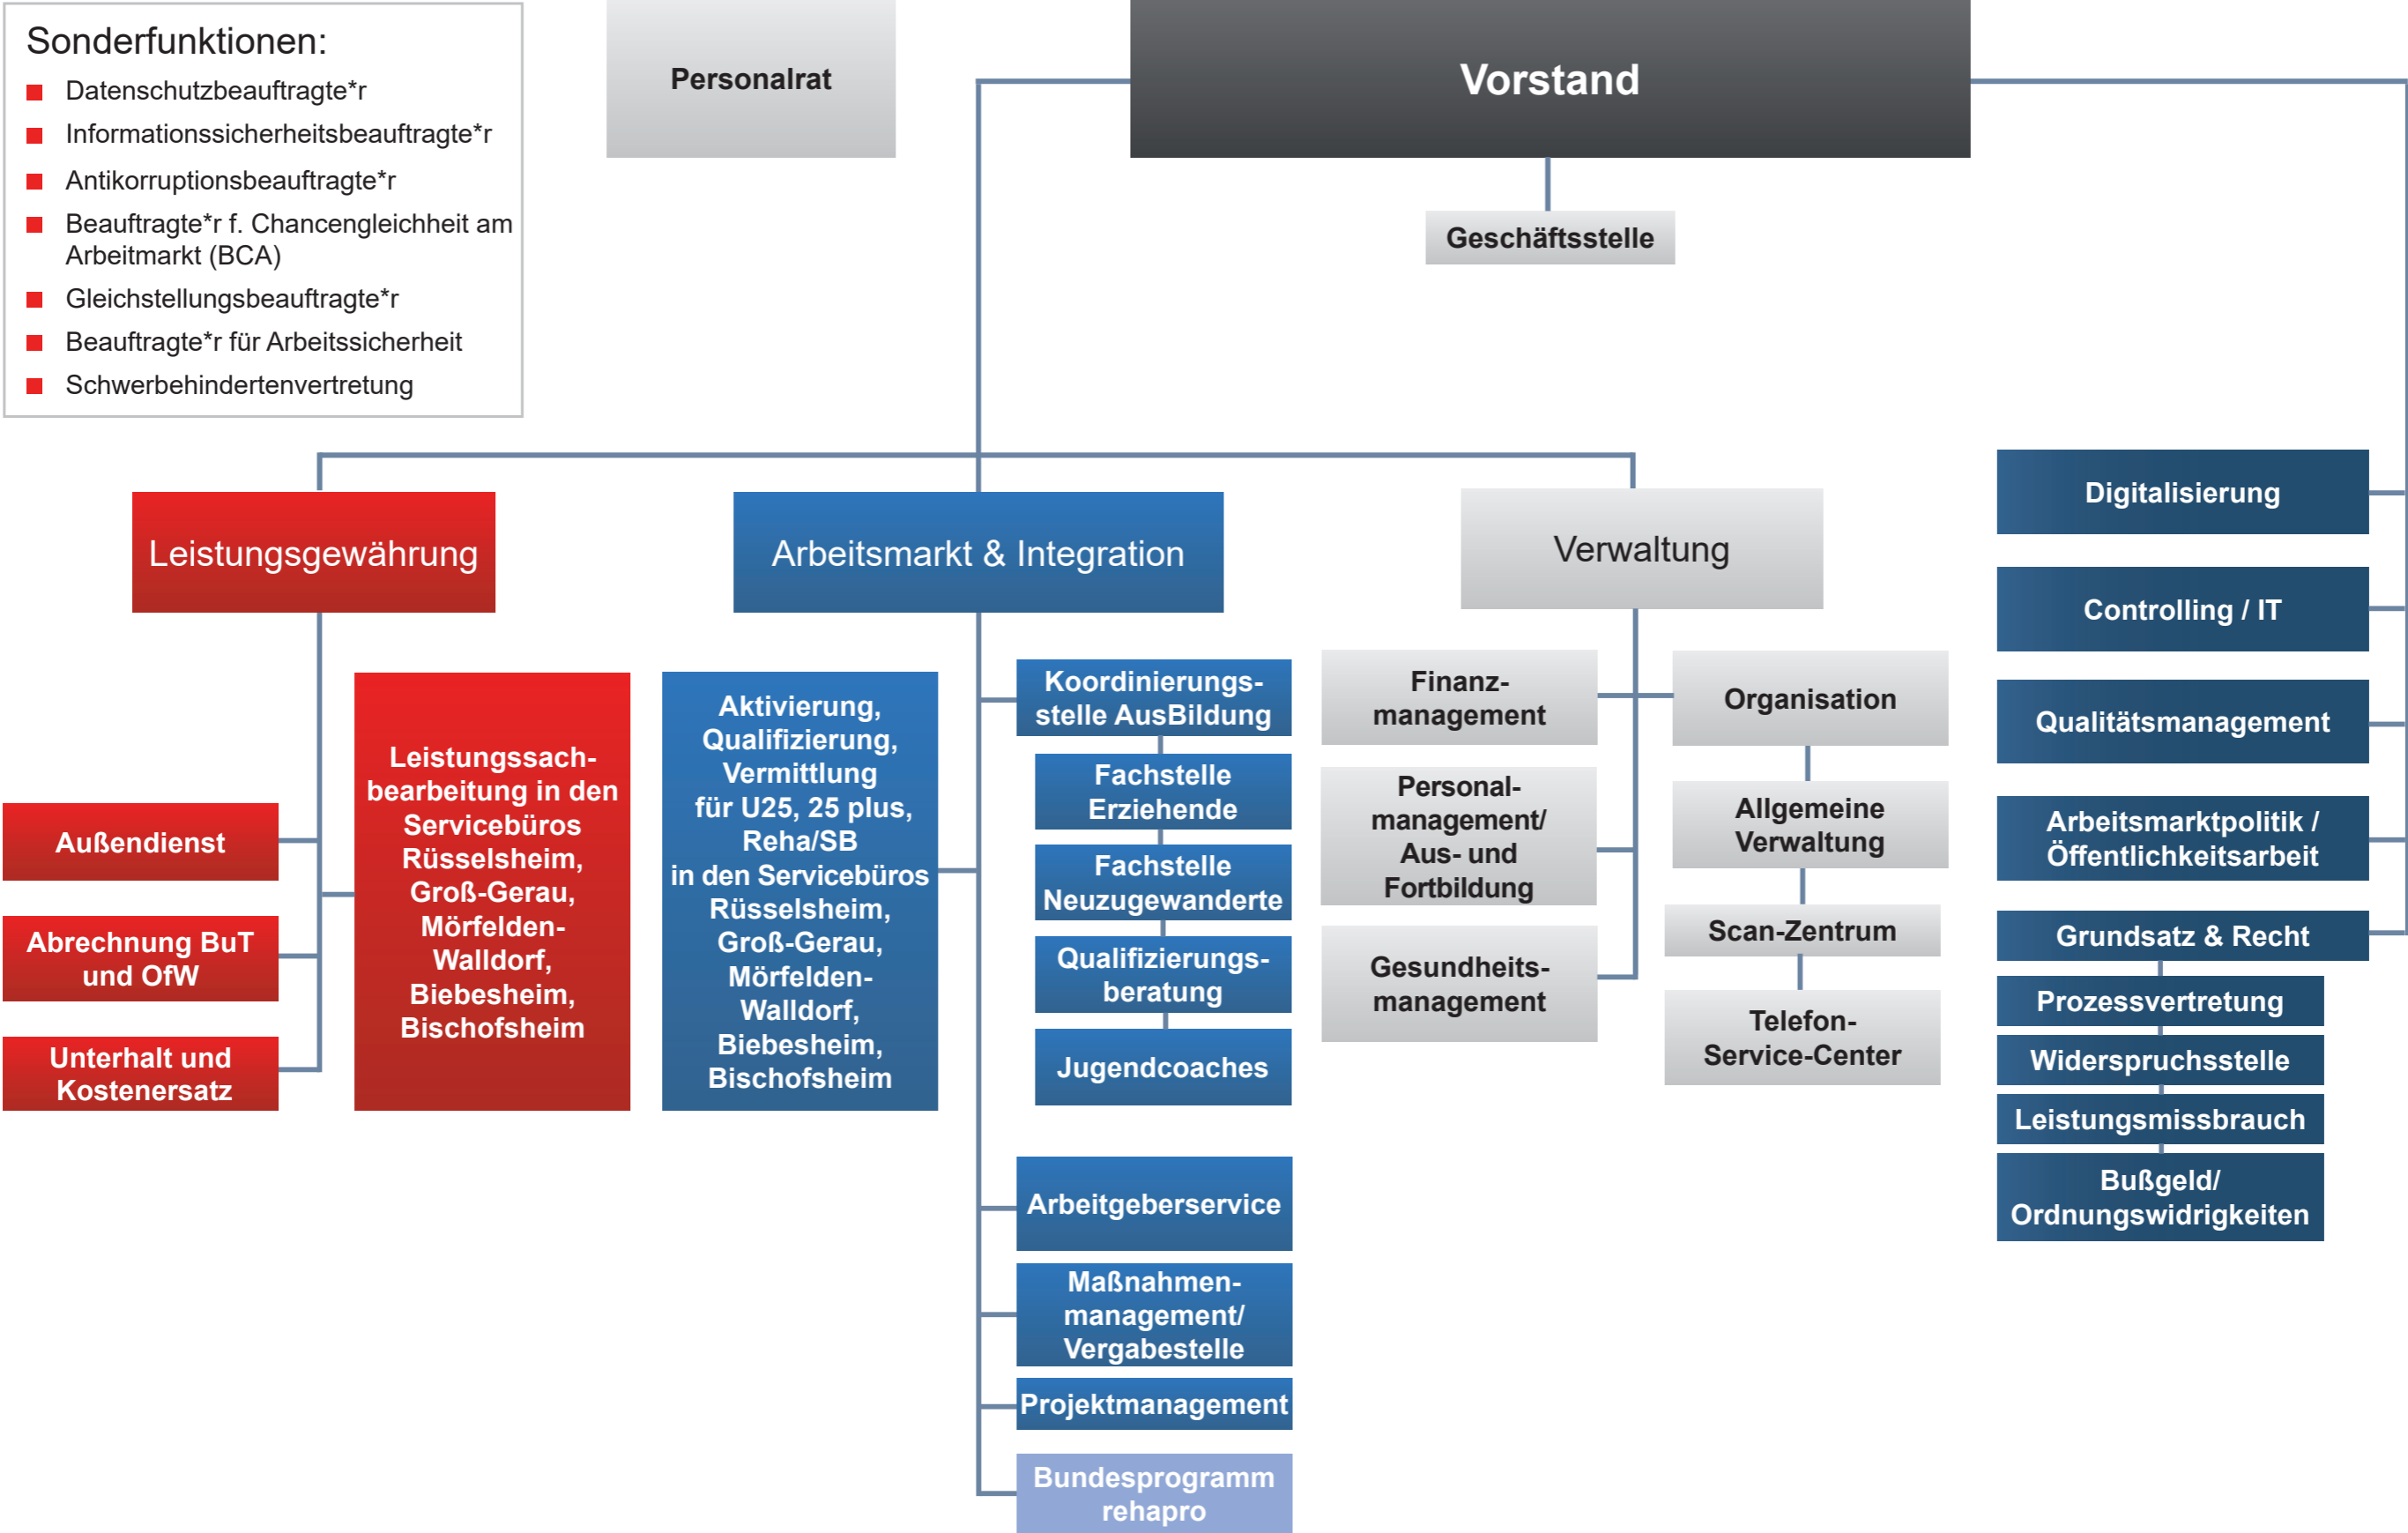 Sonderfunktionen:
Datenschutzbeauftragte*r
Informationssicherheitsbeauftragte*r
Antikorruptionsbeauftragte*r
Beauftragte*r f. Chancengleichheit am
Arbeitmarkt (BCA)
Gleichstellungsbeauftragte*r
Beauftragte*r für Arbeitssicherheit
Schwerbehindertenvertretung
Personalrat
Vorstand
Geschäftsstelle
Leistungsgewährung
Außendienst
Abrechnung BuT
und OfW
Unterhalt und
Kostenersatz
Leistungssach-
bearbeitung in den
Servicebüros
Rüsselsheim,
Groß-Gerau,
Mörfelden-
Walldorf,
Biebesheim,
Bischofsheim
Arbeitsmarkt & Integration
Aktivierung,
Qualifizierung,
Vermittlung
für U25, 25 plus,
Reha/SB
in den Servicebüros
Rüsselsheim,
Groß-Gerau,
Mörfelden-
Walldorf,
Biebesheim,
Bischofsheim
Koordinierungs-
stelle AusBildung
Fachstelle
Erziehende
Fachstelle
Neuzugewanderte
Qualifizierungs-
beratung
Jugendcoaches
Arbeitgeberservice
Maßnahmen-
management/
Vergabestelle
Projektmanagement
Bundesprogramm
rehapro
Verwaltung
Finanz-
management
Personal-
management/
Aus- und
Fortbildung
Gesundheits-
management
Organisation
Allgemeine
Verwaltung
Scan-Zentrum
Telefon-
Service-Center
Digitalisierung
Controlling / IT
Qualitätsmanagement
Arbeitsmarktpolitik /
Öffentlichkeitsarbeit
Grundsatz & Recht
Prozessvertretung
Widerspruchsstelle
Leistungsmissbrauch
Bußgeld/
Ordnungswidrigkeiten